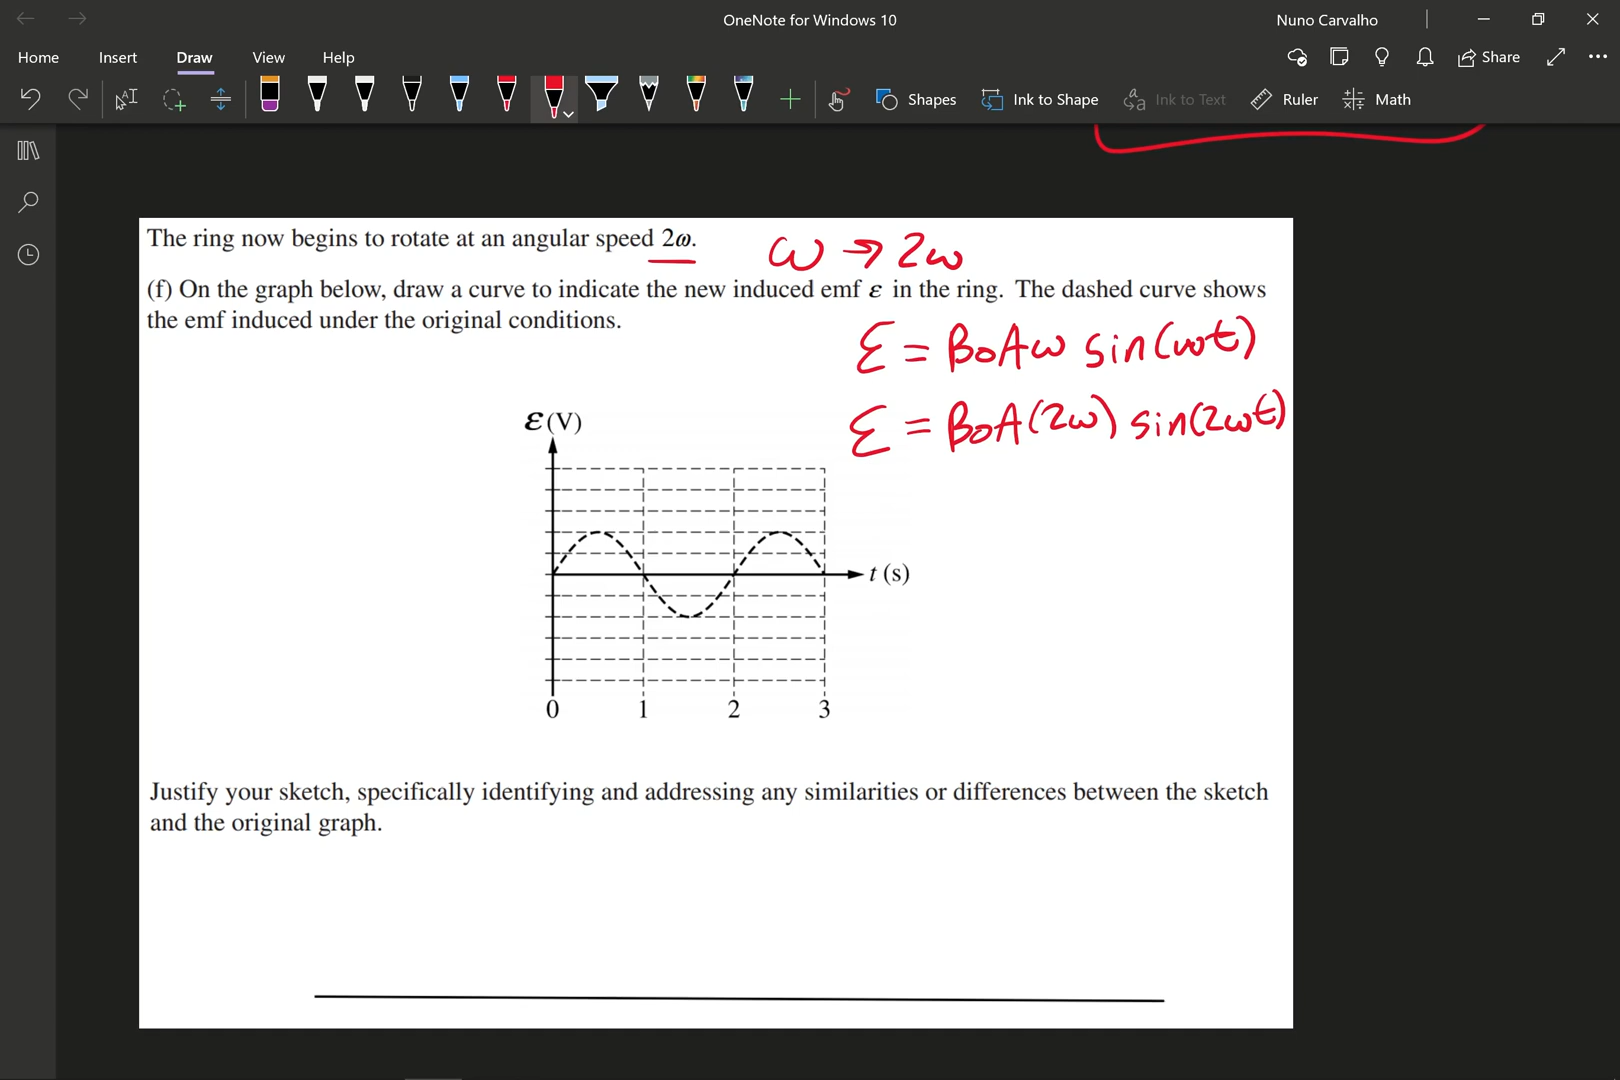 OneNote for Windows 10
Nuno Carvalho
Home Insert Draw View Help
Share
Shapes Ink to Shape Ink to Text Ruler Math
The ring now begins to rotate at an angular speed 2ω.
ω → 2ω
(f) On the graph below, draw a curve to indicate the new induced emf ε in the ring. The dashed curve shows
the emf induced under the original conditions.
ε = B₀Aω sin(ωt)
ε = B₀A(2ω) sin(2ωt)
ε(V)
t (s)
0 1 2 3
Justify your sketch, specifically identifying and addressing any similarities or differences between the sketch
and the original graph.